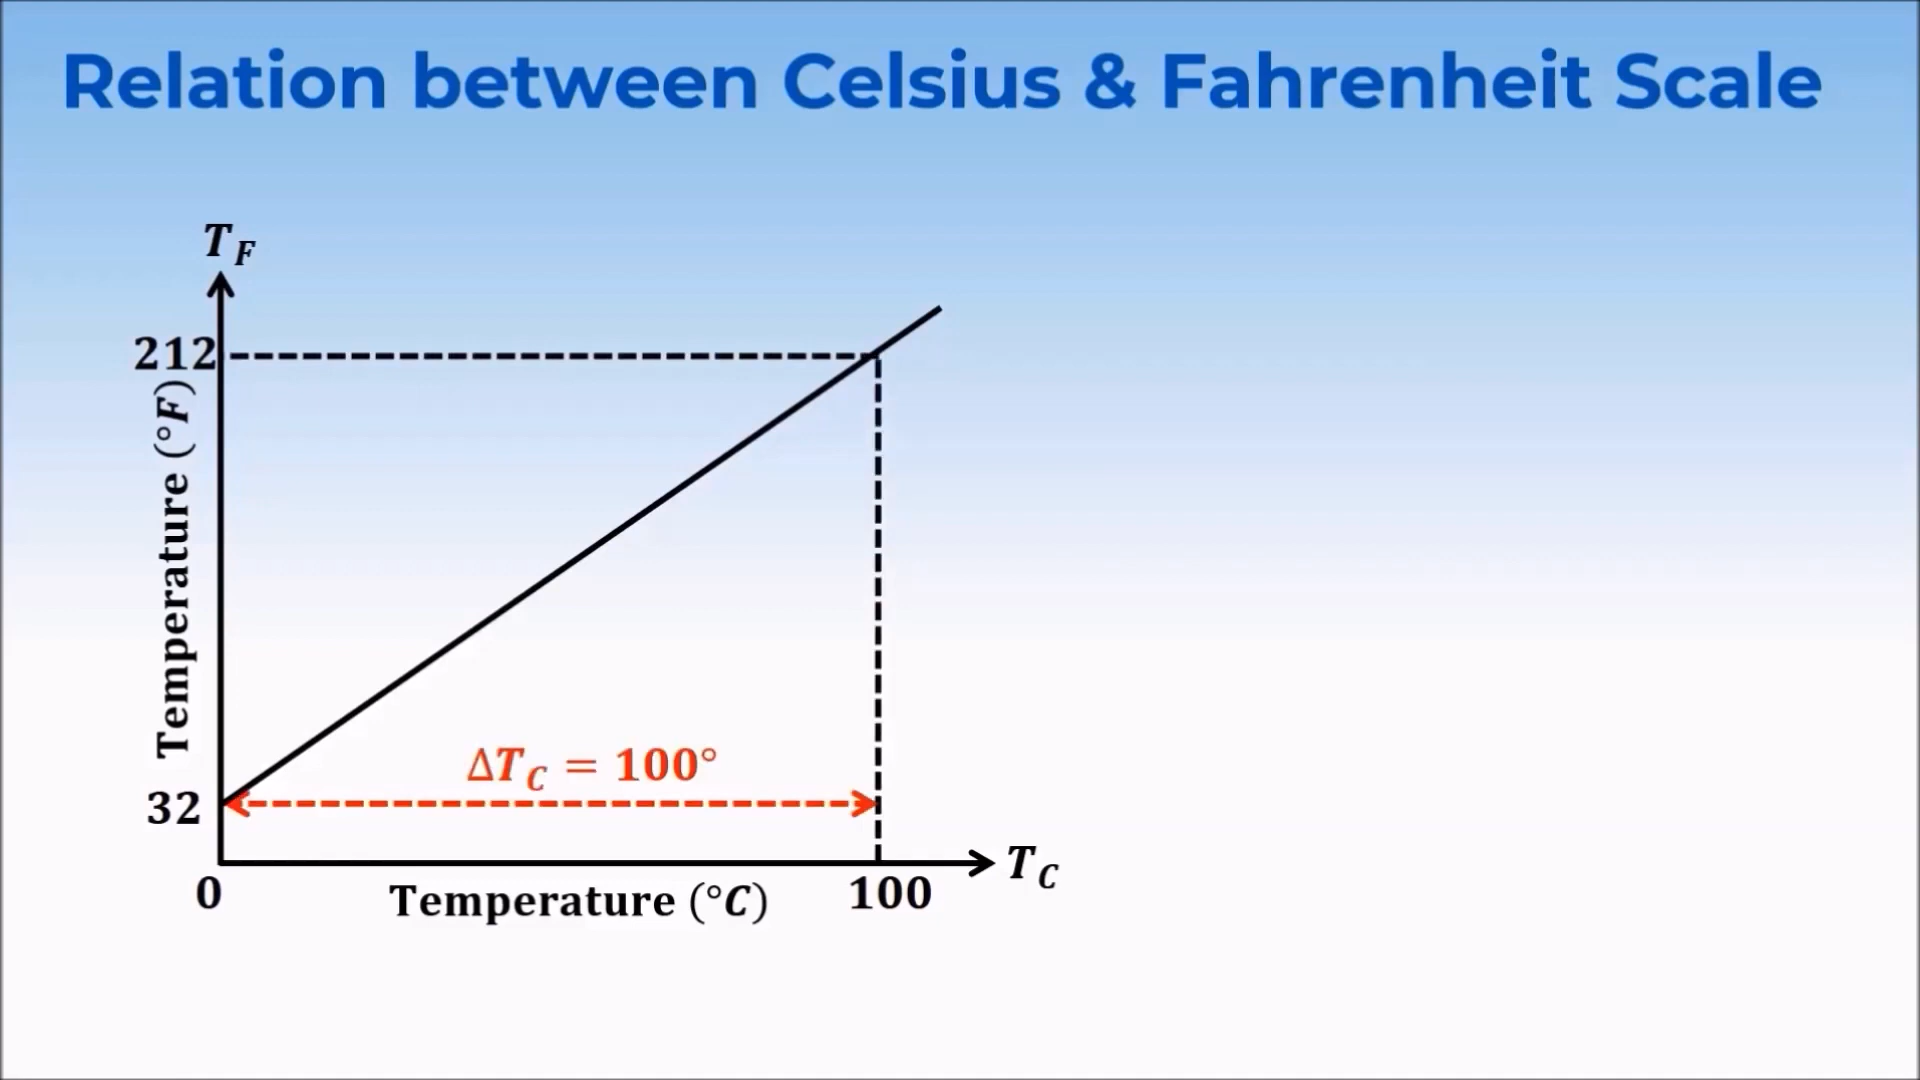 Relation between Celsius & Fahrenheit Scale
T_F
212
Temperature (°F)
ΔT_C = 100°
32
T_C
0
Temperature (°C)
100